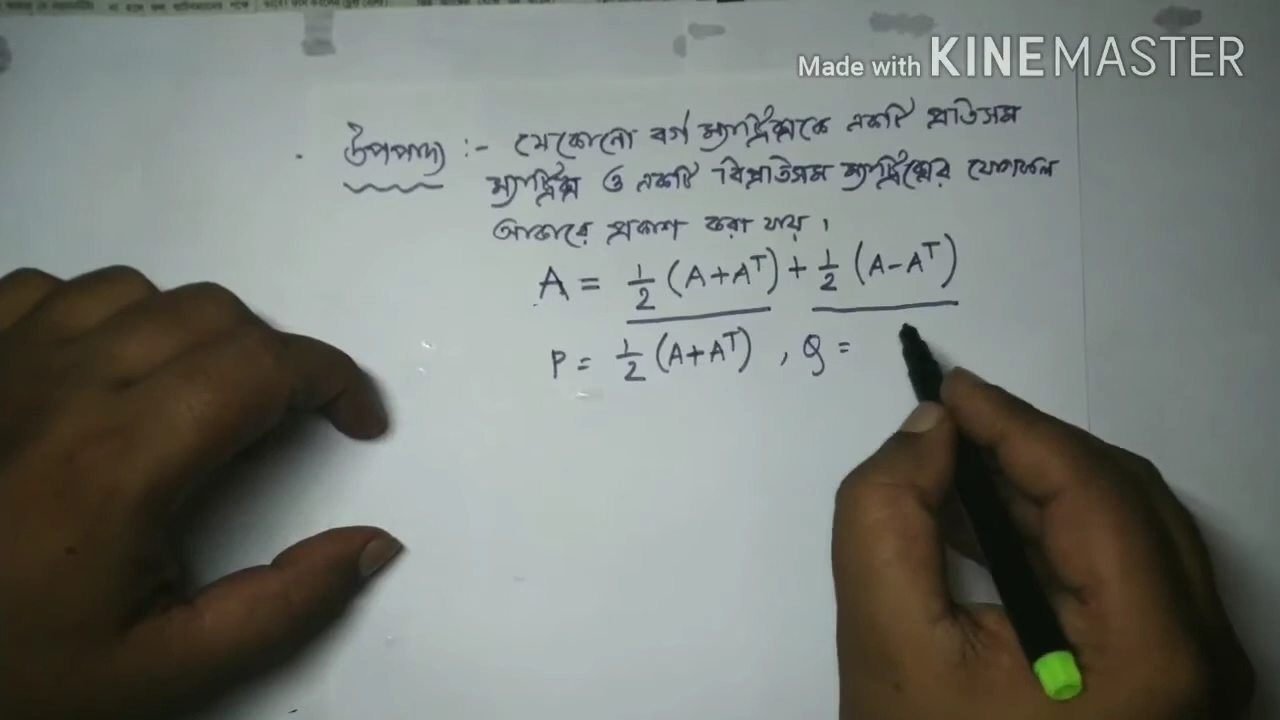 Made with KINEMASTER
উপপাদ্য :- যেকোনো বর্গ ম্যাট্রিক্সকে একটি প্রতিসম
ম্যাট্রিক্স ও একটি বিপ্রতিসম ম্যাট্রিক্সের যোগফল
আকারে প্রকাশ করা যায়।
A = 1/2 (A+Aᵀ) + 1/2 (A-Aᵀ)
P = 1/2 (A+Aᵀ) , Q =